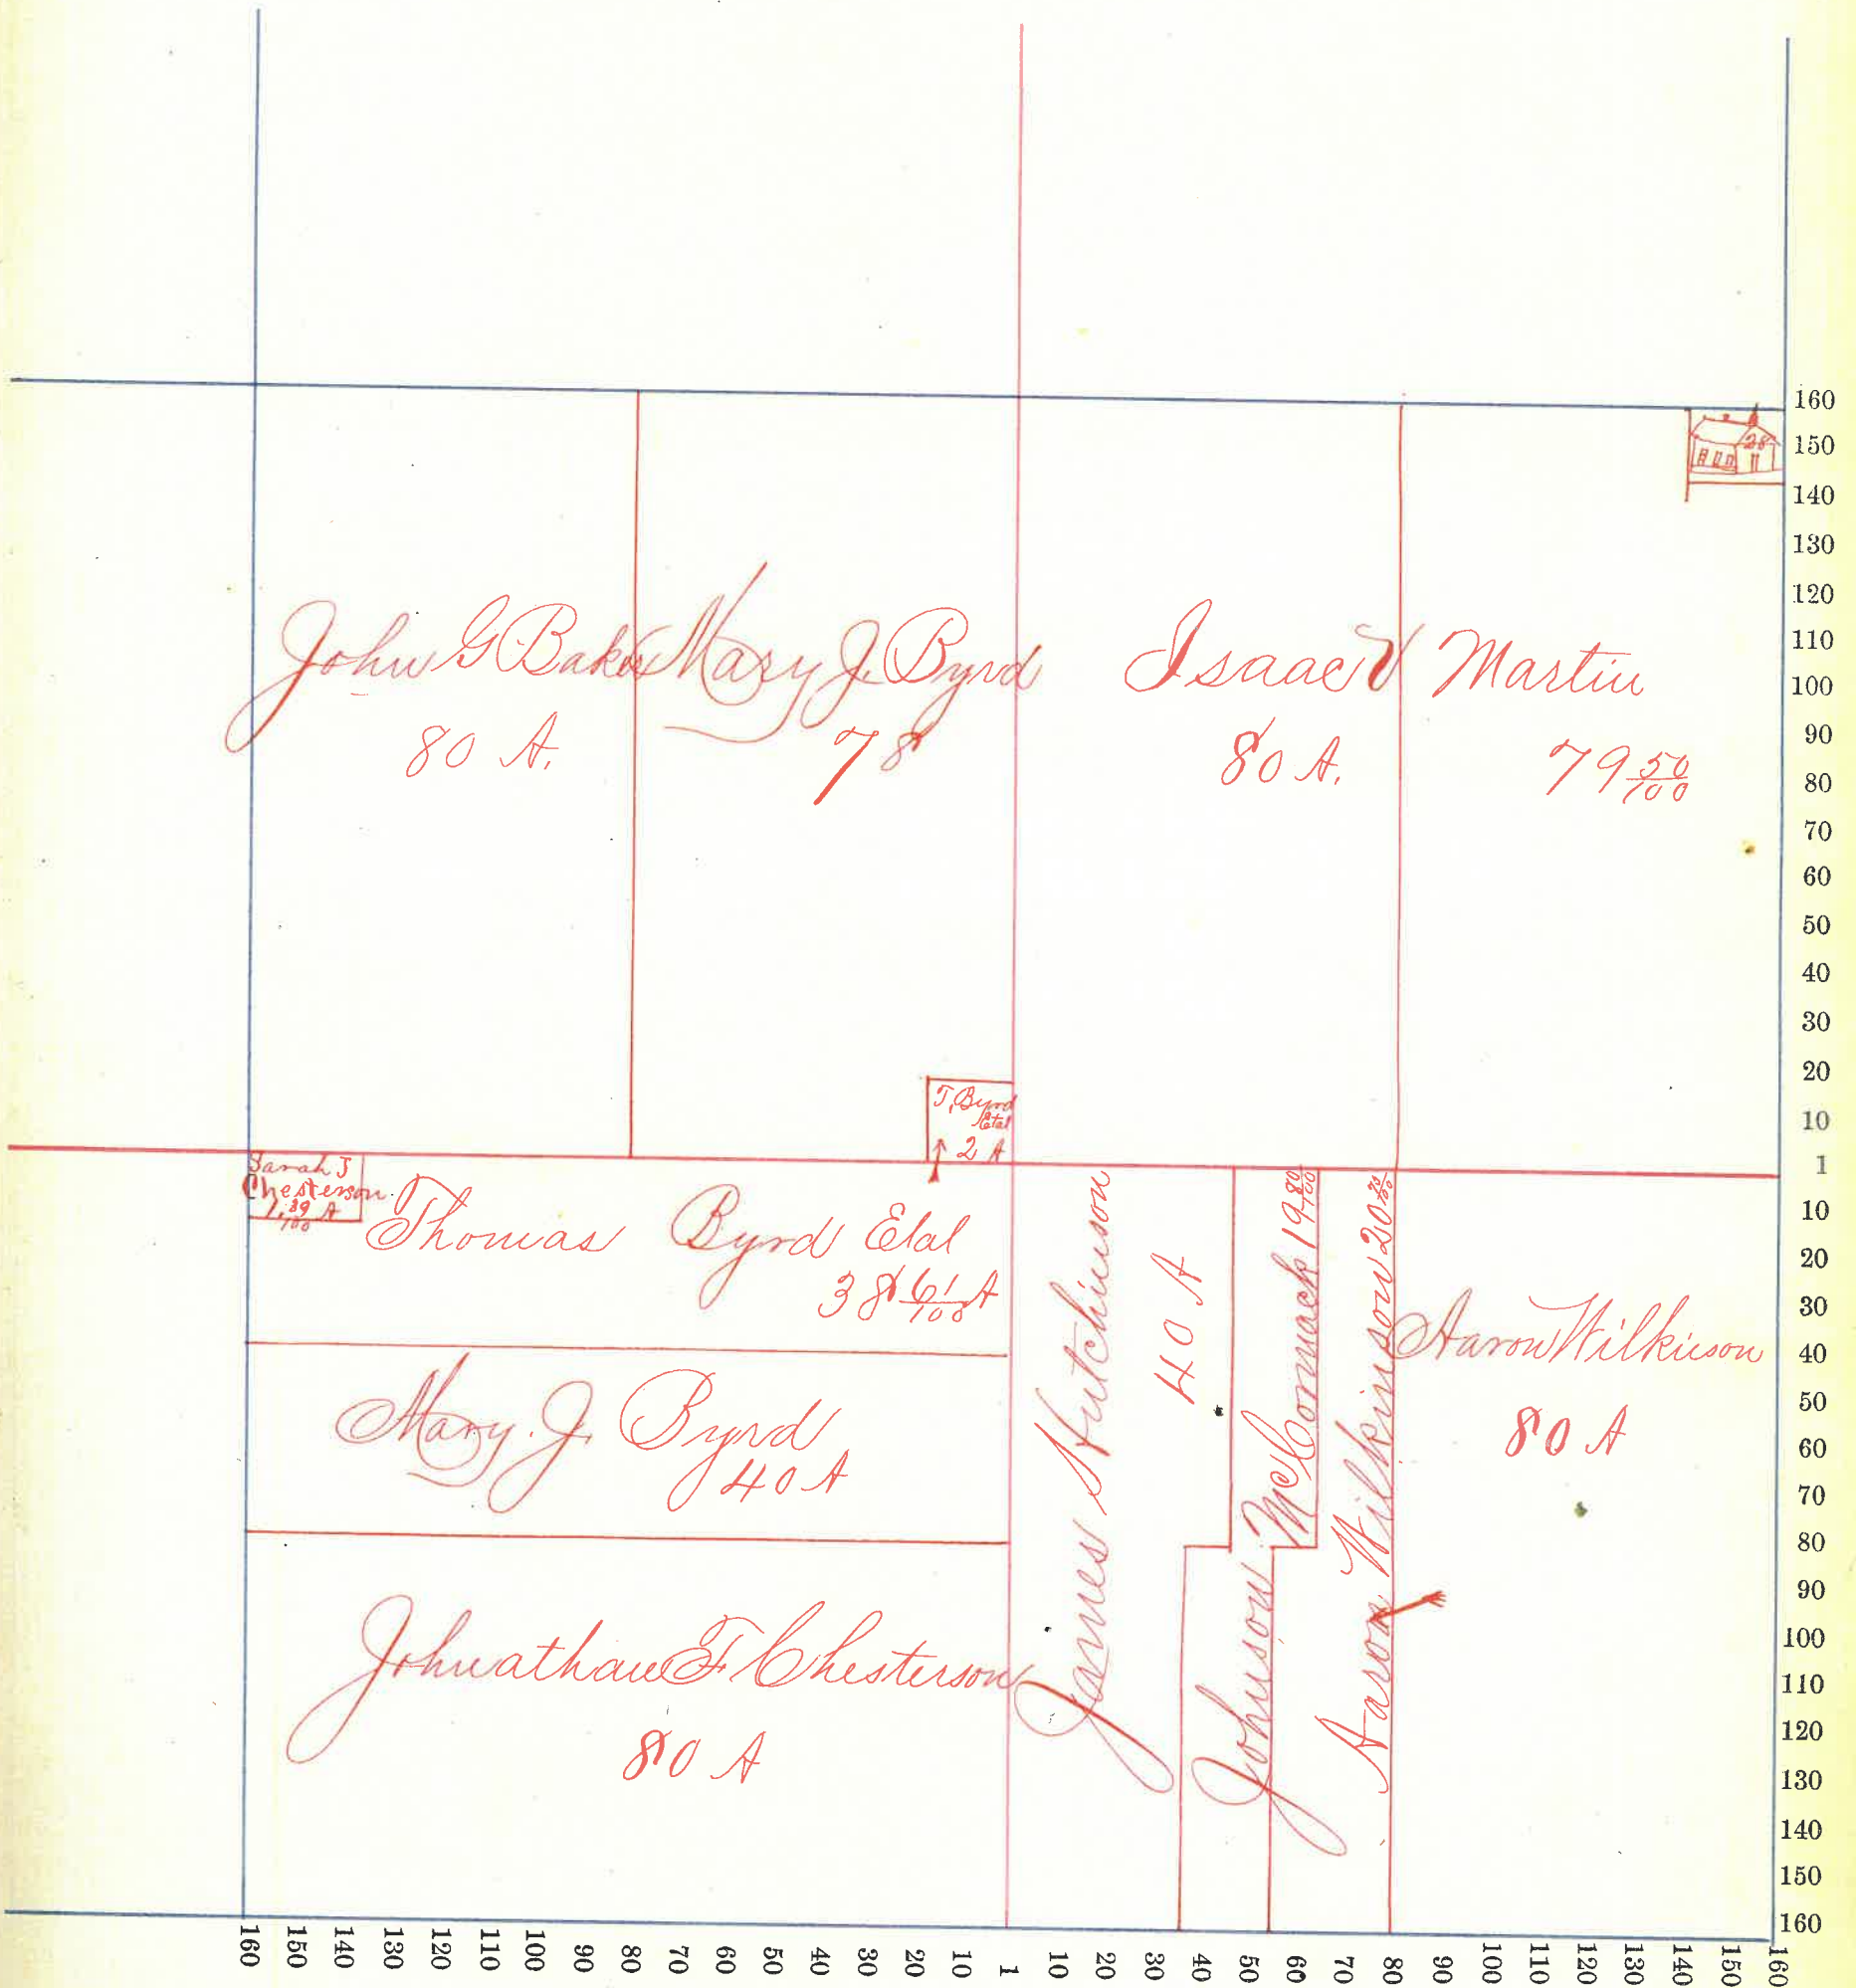 28
John G Baker
80 A.
Mary J. Byrd
78
Isaac V Martin
80 A.
79 50/100
T, Byrd
Etal
2 A
Sarah J
Chesterson
1, 39/100 A
Thomas Byrd Etal
38 61/100 A
Mary. J. Byrd
40 A
Johnathan F. Chesterson
80 A
James Hutchinson
40 A
Johnson McComack 19 80/100
Aaron Wilkinson 20 20/100
Aaron Wilkinson
80 A
160
150
140
130
120
110
100
90
80
70
60
50
40
30
20
10
1
10
20
30
40
50
60
70
80
90
100
110
120
130
140
150
160
160 150 140 130 120 110 100 90 80 70 60 50 40 30 20 10 1 10 20 30 40 50 60 70 80 90 100 110 120 130 140 150 160